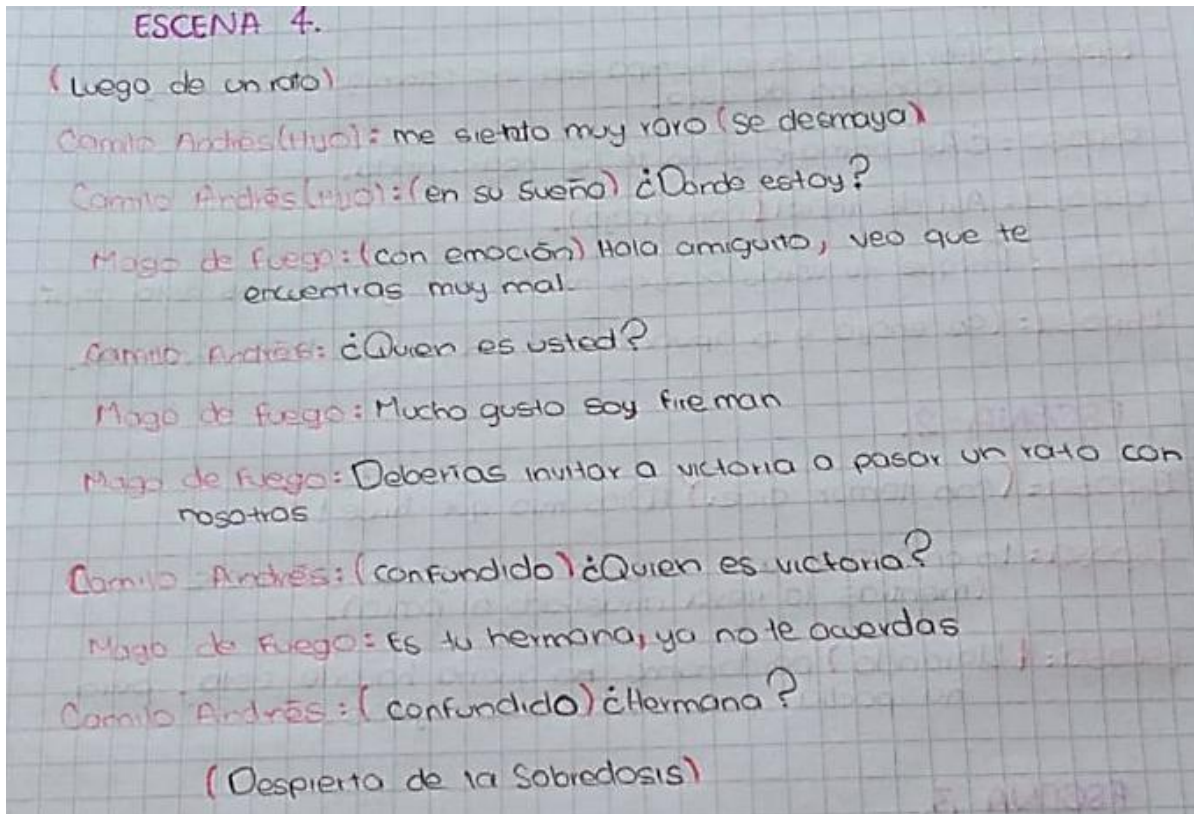 ESCENA 4.
(Luego de un rato)
Camilo Andrés (Hijo): me siento muy raro (se desmaya)
Camilo Andrés (Hijo): (en su sueño) ¿Donde estoy?
Mago de fuego: (con emoción) Hola amiguito, veo que te
encuentras muy mal.
Camilo Andrés: ¿Quien es usted?
Mago de fuego: Mucho gusto soy fire man
Mago de fuego: Deberias invitar a victoria a pasar un rato con
nosotros
Camilo Andrés: (confundido) ¿Quien es victoria?
Mago de Fuego: Es tu hermana, ya no te acuerdas
Camilo Andrés: (confundido) ¿Hermana?
(Despierta de la Sobredosis)